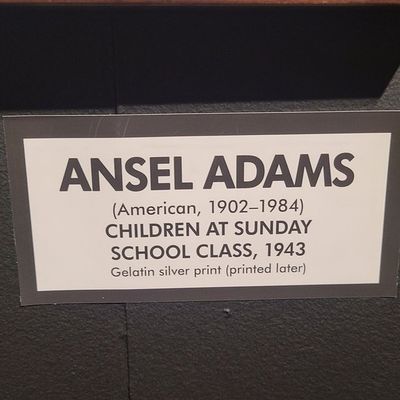 ANSEL ADAMS
(American, 1902–1984)
CHILDREN AT SUNDAY
SCHOOL CLASS, 1943
Gelatin silver print (printed later)